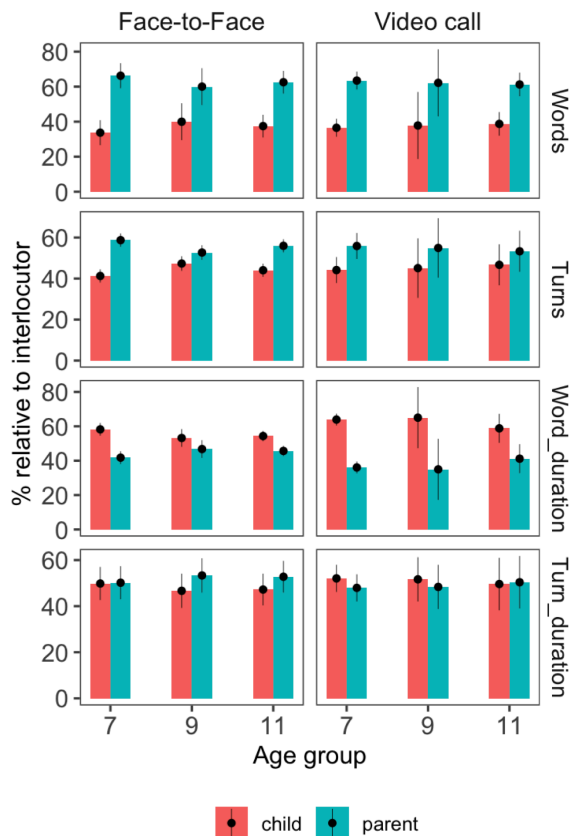 Face-to-Face
Video call
% relative to interlocutor
80
60
40
20
0
Words
60
40
20
0
Turns
80
60
40
20
0
Word_duration
60
40
20
0
Turn_duration
7 9 11
7 9 11
Age group
child parent